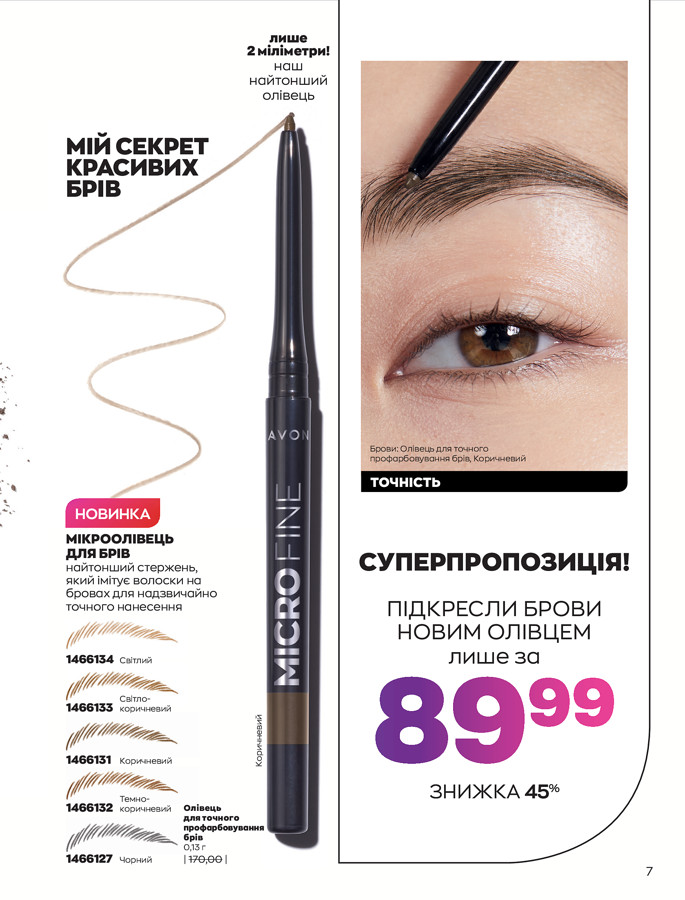 лише
2 міліметри!
наш
найтонший
олівець
МІЙ СЕКРЕТ
КРАСИВИХ
БРІВ
AVON
MICROFINE
Коричневий
НОВИНКА
МІКРООЛІВЕЦЬ
ДЛЯ БРІВ
найтонший стержень,
який імітує волоски на
бровах для надзвичайно
точного нанесення
1466134 Світлий
1466133 Світло-
коричневий
1466131 Коричневий
1466132 Темно-
коричневий
1466127 Чорний
Олівець
для точного
профарбовування
брів
0,13 г
| 170,00 |
Брови: Олівець для точного
профарбовування брів, Коричневий
ТОЧНІСТЬ
СУПЕРПРОПОЗИЦІЯ!
ПІДКРЕСЛИ БРОВИ
НОВИМ ОЛІВЦЕМ
лише за
8999
ЗНИЖКА 45%
7